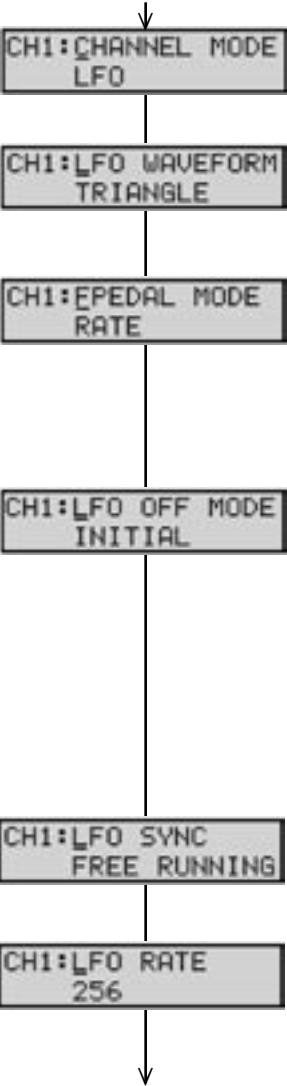 CH1:CHANNEL MODE
LFO
CH1:LFO WAVEFORM
TRIANGLE
CH1:EPEDAL MODE
RATE
CH1:LFO OFF MODE
INITIAL
CH1:LFO SYNC
FREE RUNNING
CH1:LFO RATE
256